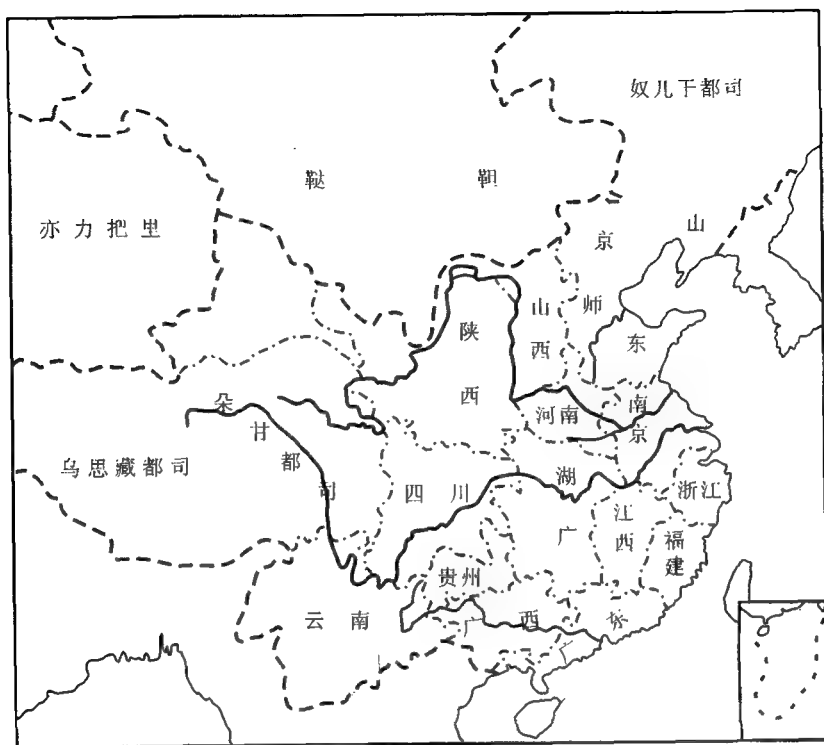 奴儿干都司
鞑靼
亦力把里
山东
京师
山西
陕西
河南
南京
朵甘都司
乌思藏都司
四川
湖广
浙江
江西
福建
贵州
云南
广西
广东